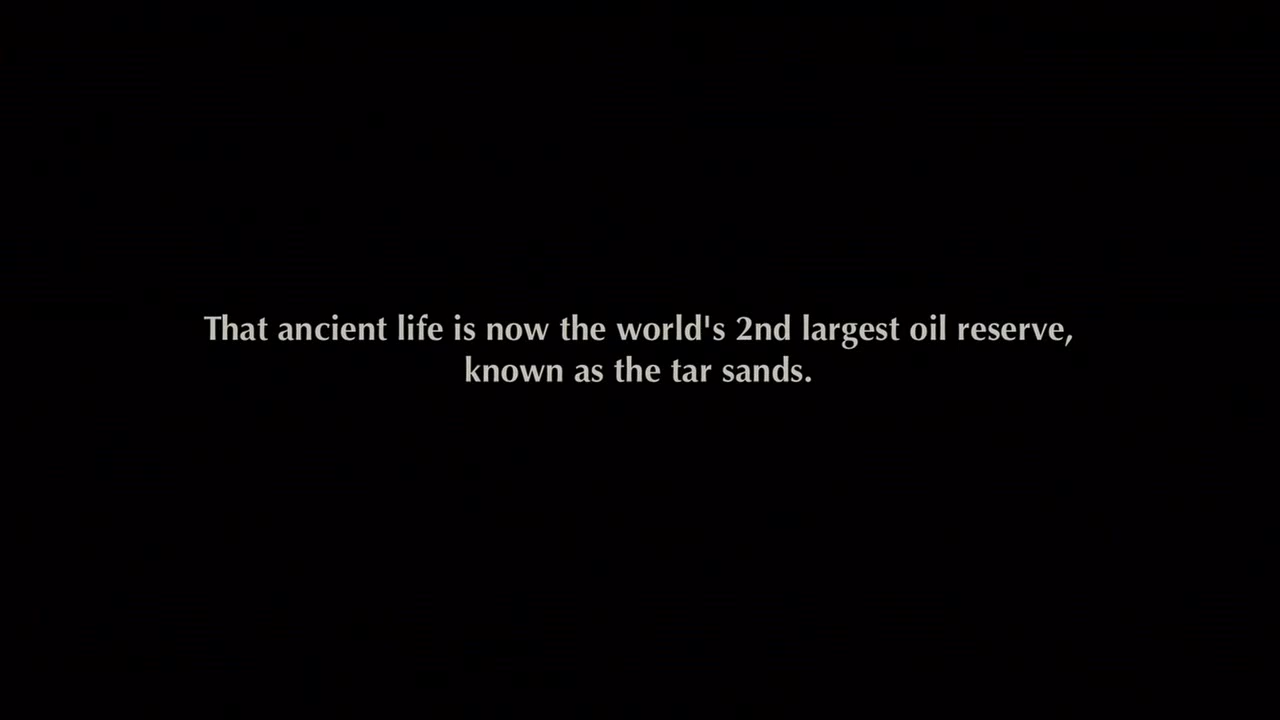 That ancient life is now the world's 2nd largest oil reserve,
known as the tar sands.